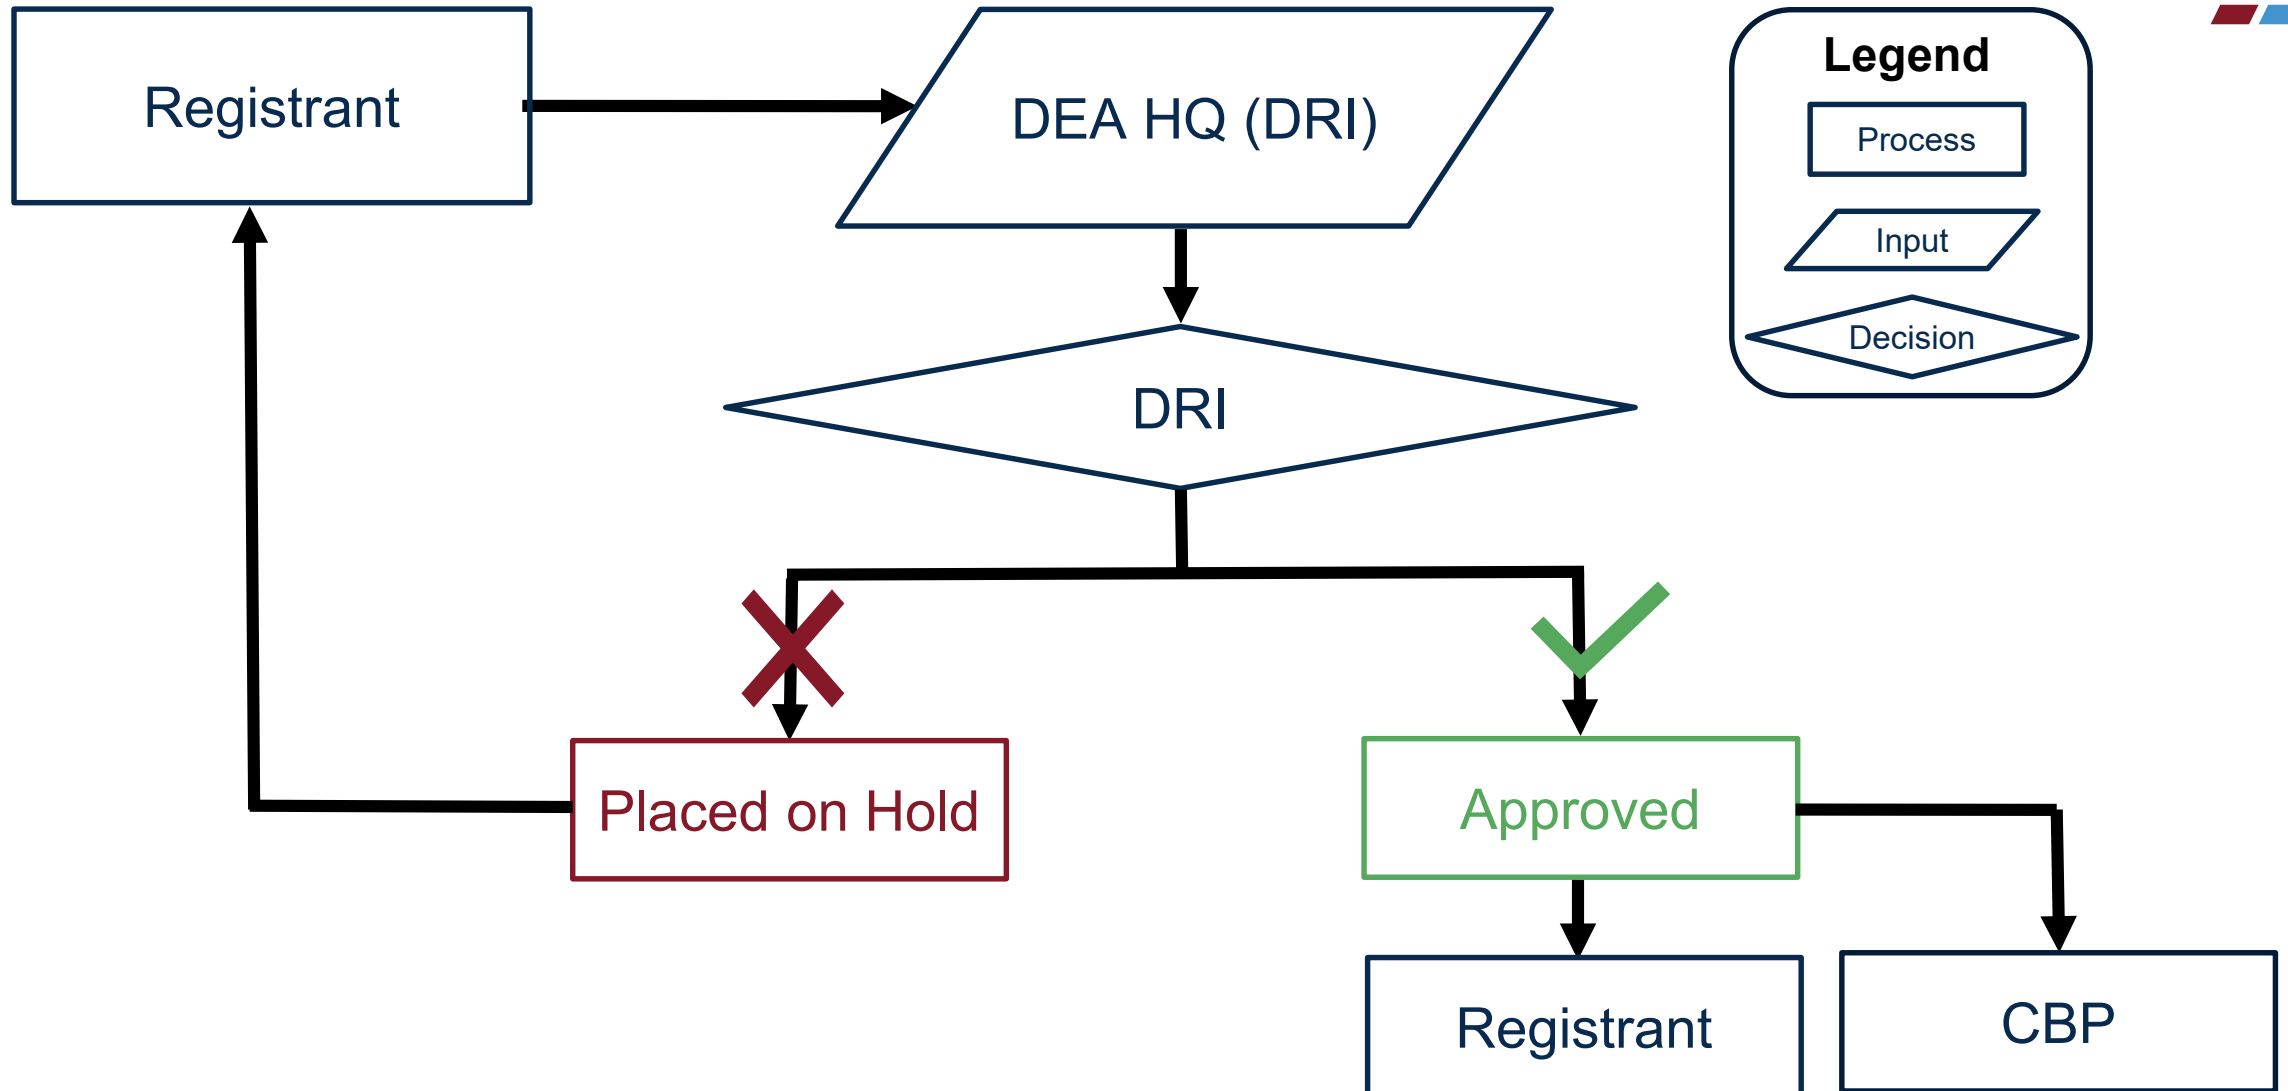 Registrant
DEA HQ (DRI)
Legend
Process
Input
Decision
DRI
Placed on Hold
Approved
Registrant
CBP